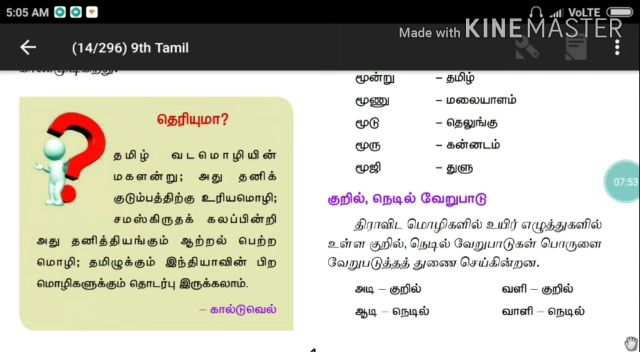 5:05 AM
VoLTE
Made with KINEMASTER
(14/296) 9th Tamil
தெரியுமா?
தமிழ் வடமொழியின்
மகளன்று; அது தனிக்
குடும்பத்திற்கு உரியமொழி;
சமஸ்கிருதக் கலப்பின்றி
அது தனித்தியங்கும் ஆற்றல் பெற்ற
மொழி; தமிழுக்கும் இந்தியாவின் பிற
மொழிகளுக்கும் தொடர்பு இருக்கலாம்.
– கால்டுவெல்
மூன்று – தமிழ்
மூணு – மலையாளம்
மூடு – தெலுங்கு
மூரு – கன்னடம்
மூஜி – துளு
07:53
குறில், நெடில் வேறுபாடு
திராவிட மொழிகளில் உயிர் எழுத்துகளில்
உள்ள குறில், நெடில் வேறுபாடுகள் பொருளை
வேறுபடுத்தத் துணை செய்கின்றன.
அடி – குறில் வளி – குறில்
ஆடி – நெடில் வாளி – நெடில்